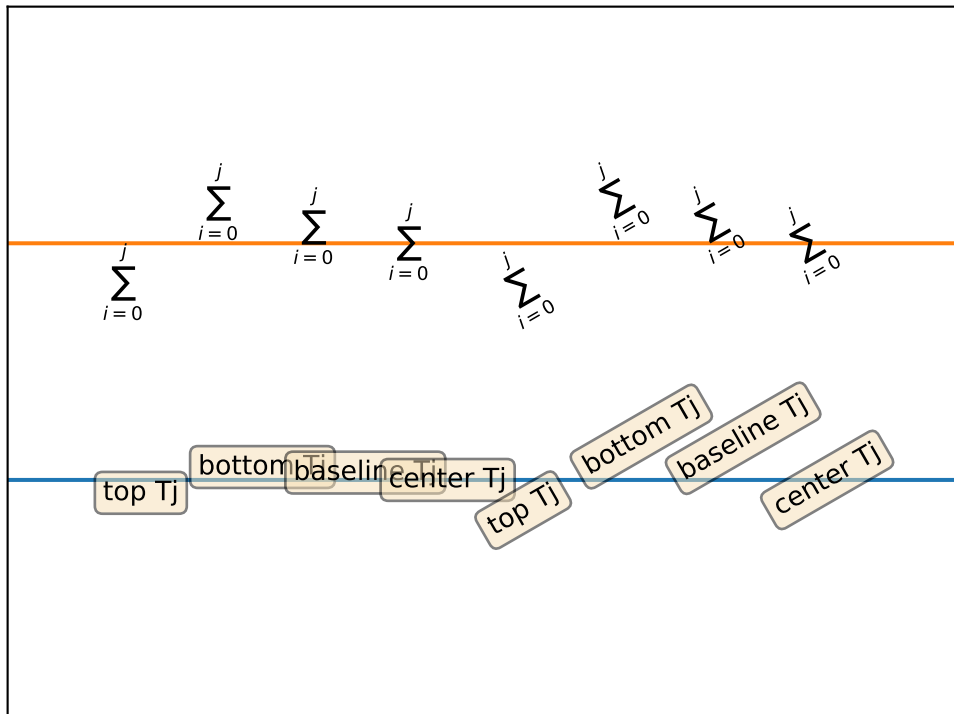 j
∑
i = 0
j
∑
i = 0
j
∑
i = 0
j
∑
i = 0
j
∑
i = 0
j
∑
i = 0
j
∑
i = 0
j
∑
i = 0
top Tj
bottom Tj
baseline Tj
center Tj
top Tj
bottom Tj
baseline Tj
center Tj